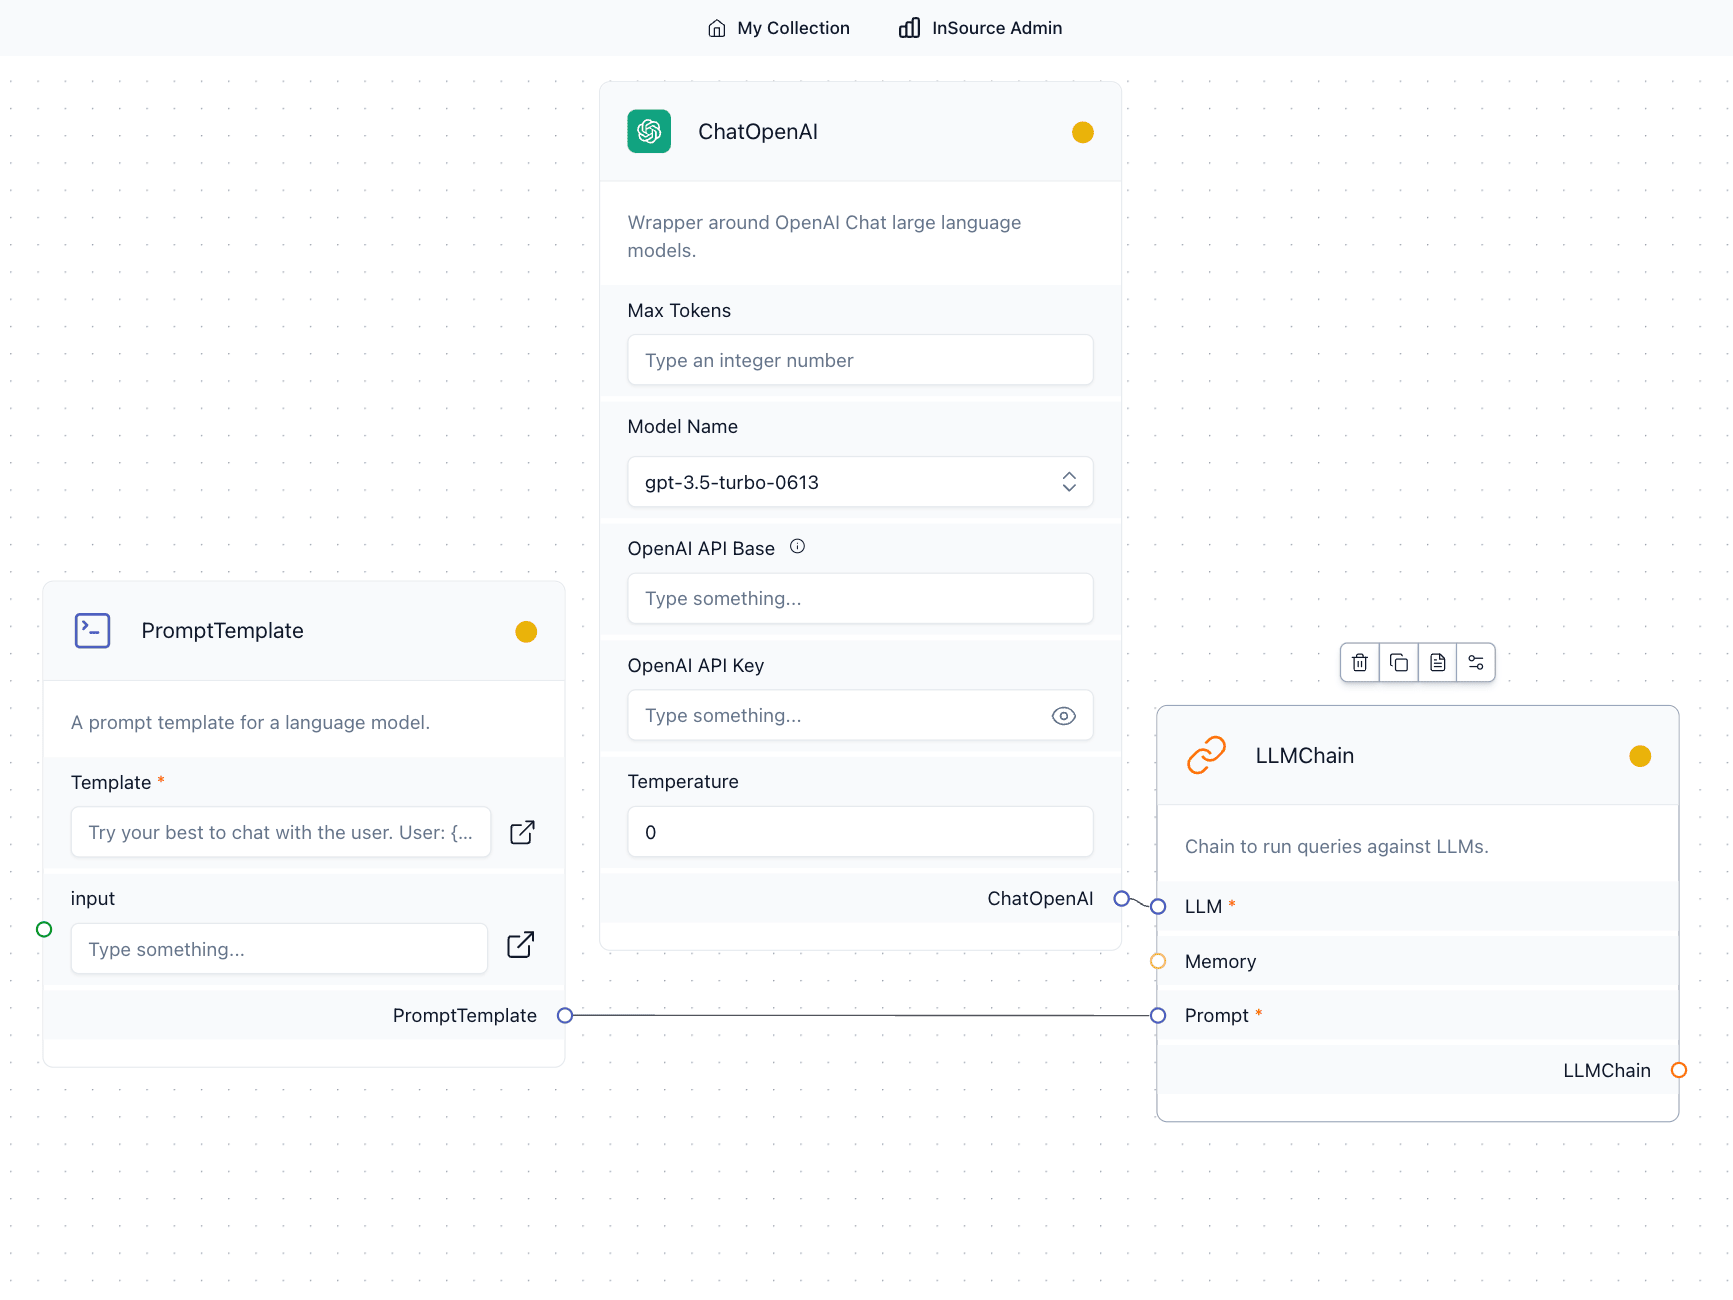 My Collection
InSource Admin
ChatOpenAI
Wrapper around OpenAI Chat large language
models.
Max Tokens
Type an integer number
Model Name
gpt-3.5-turbo-0613
OpenAI API Base
Type something...
OpenAI API Key
Type something...
Temperature
0
ChatOpenAI
PromptTemplate
A prompt template for a language model.
Template *
Try your best to chat with the user. User: {...
input
Type something...
PromptTemplate
LLMChain
Chain to run queries against LLMs.
LLM *
Memory
Prompt *
LLMChain